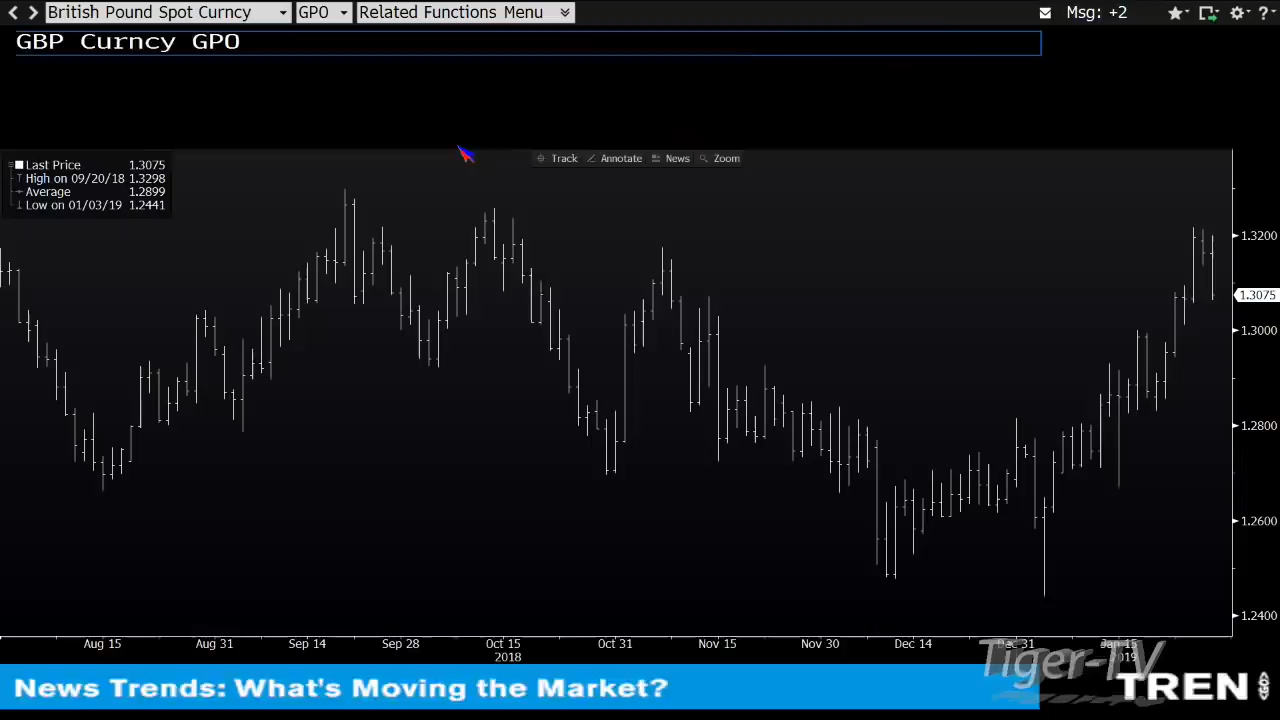 British Pound Spot Curncy GPO Related Functions Menu Msg: +2 ?
GBP Curncy GPO
Track Annotate News Zoom
Last Price 1.3075
High on 09/20/18 1.3298
Average 1.2899
Low on 01/03/19 1.2441
1.3200
1.3075
1.3000
1.2800
1.2600
1.2400
Aug 15 Aug 31 Sep 14 Sep 28 Oct 15 Oct 31 Nov 15 Nov 30 Dec 14 Dec 31 Jan 15
2018 2019
Tiger-TV
News Trends: What's Moving the Market?
TREN